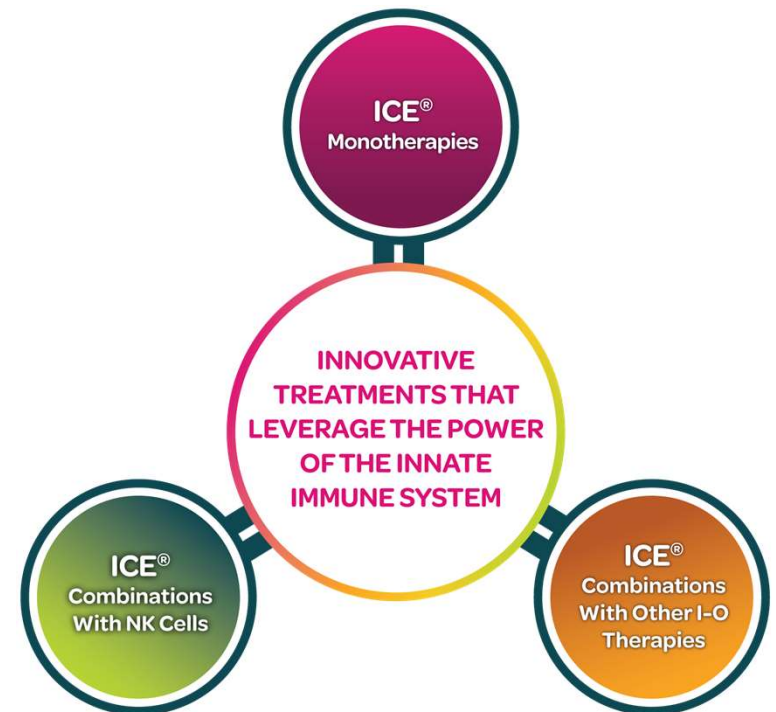 ICE®
Monotherapies
INNOVATIVE
TREATMENTS THAT
LEVERAGE THE POWER
OF THE INNATE
IMMUNE SYSTEM
ICE®
Combinations
With NK Cells
ICE®
Combinations
With Other I-O
Therapies